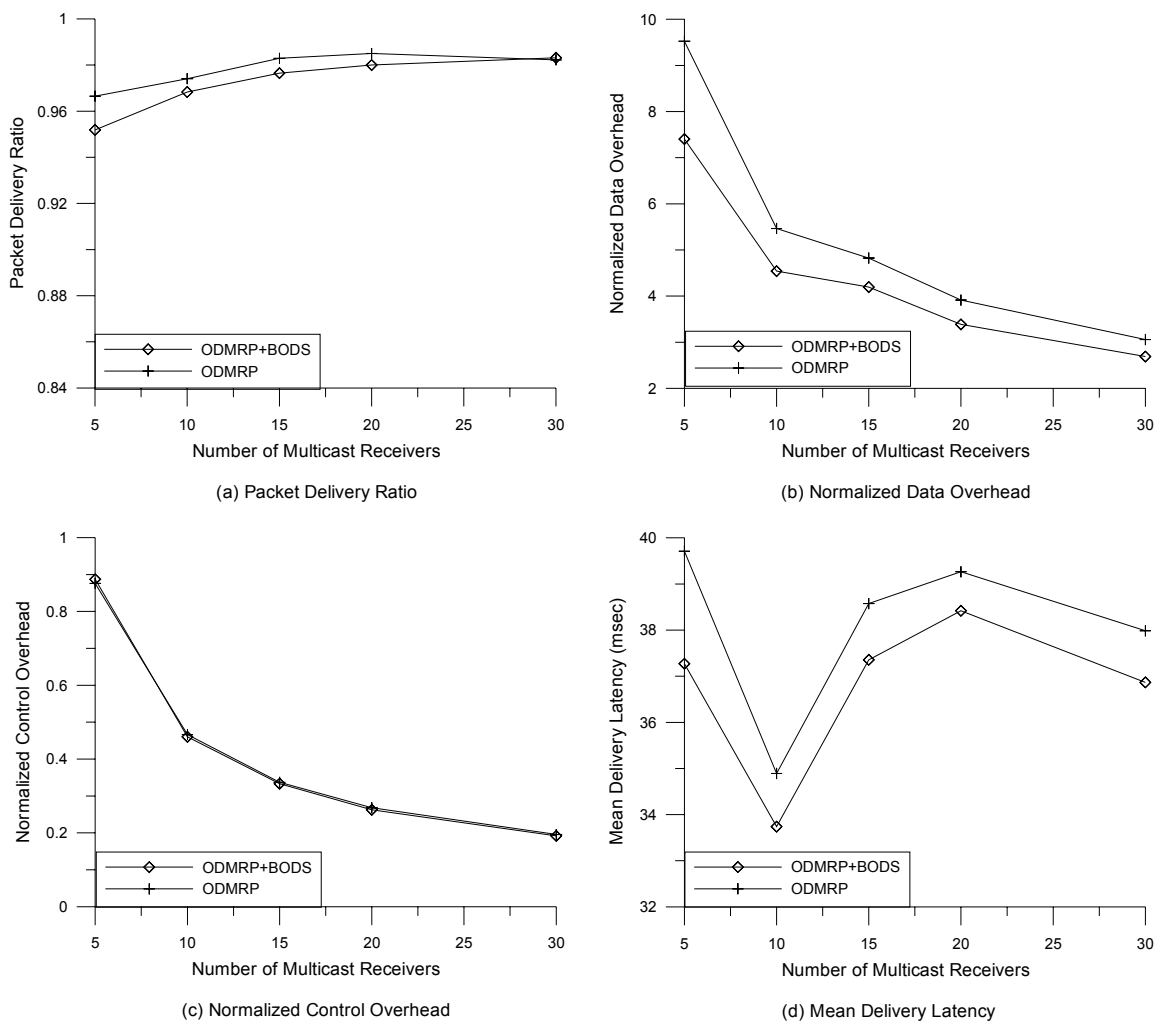 1
0.96
0.92
0.88
0.84
Packet Delivery Ratio
ODMRP+BODS
ODMRP
5 10 15 20 25 30
Number of Multicast Receivers
(a) Packet Delivery Ratio
10
8
6
4
2
Normalized Data Overhead
ODMRP+BODS
ODMRP
5 10 15 20 25 30
Number of Multicast Receivers
(b) Normalized Data Overhead
1
0.8
0.6
0.4
0.2
0
Normalized Control Overhead
ODMRP+BODS
ODMRP
5 10 15 20 25 30
Number of Multicast Receivers
(c) Normalized Control Overhead
40
38
36
34
32
Mean Delivery Latency (msec)
ODMRP+BODS
ODMRP
5 10 15 20 25 30
Number of Multicast Receivers
(d) Mean Delivery Latency